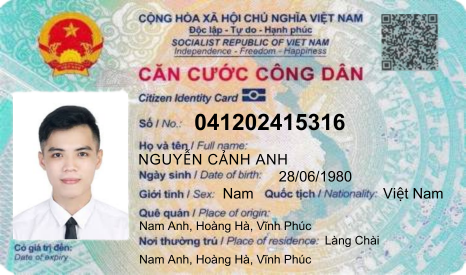 CỘNG HÒA XÃ HỘI CHỦ NGHĨA VIỆT NAM
Độc lập - Tự do - Hạnh phúc
SOCIALIST REPUBLIC OF VIET NAM
Independence - Freedom - Happiness
CĂN CƯỚC CÔNG DÂN
Citizen Identity Card
Số / No.: 041202415316
Họ và tên / Full name:
NGUYỄN CẢNH ANH
Ngày sinh / Date of birth: 28/06/1980
Giới tính / Sex: Nam Quốc tịch / Nationality: Việt Nam
Quê quán / Place of origin:
Nam Anh, Hoàng Hà, Vĩnh Phúc
Nơi thường trú / Place of residence: Làng Chài
Nam Anh, Hoàng Hà, Vĩnh Phúc
Có giá trị đến:
Date of expiry